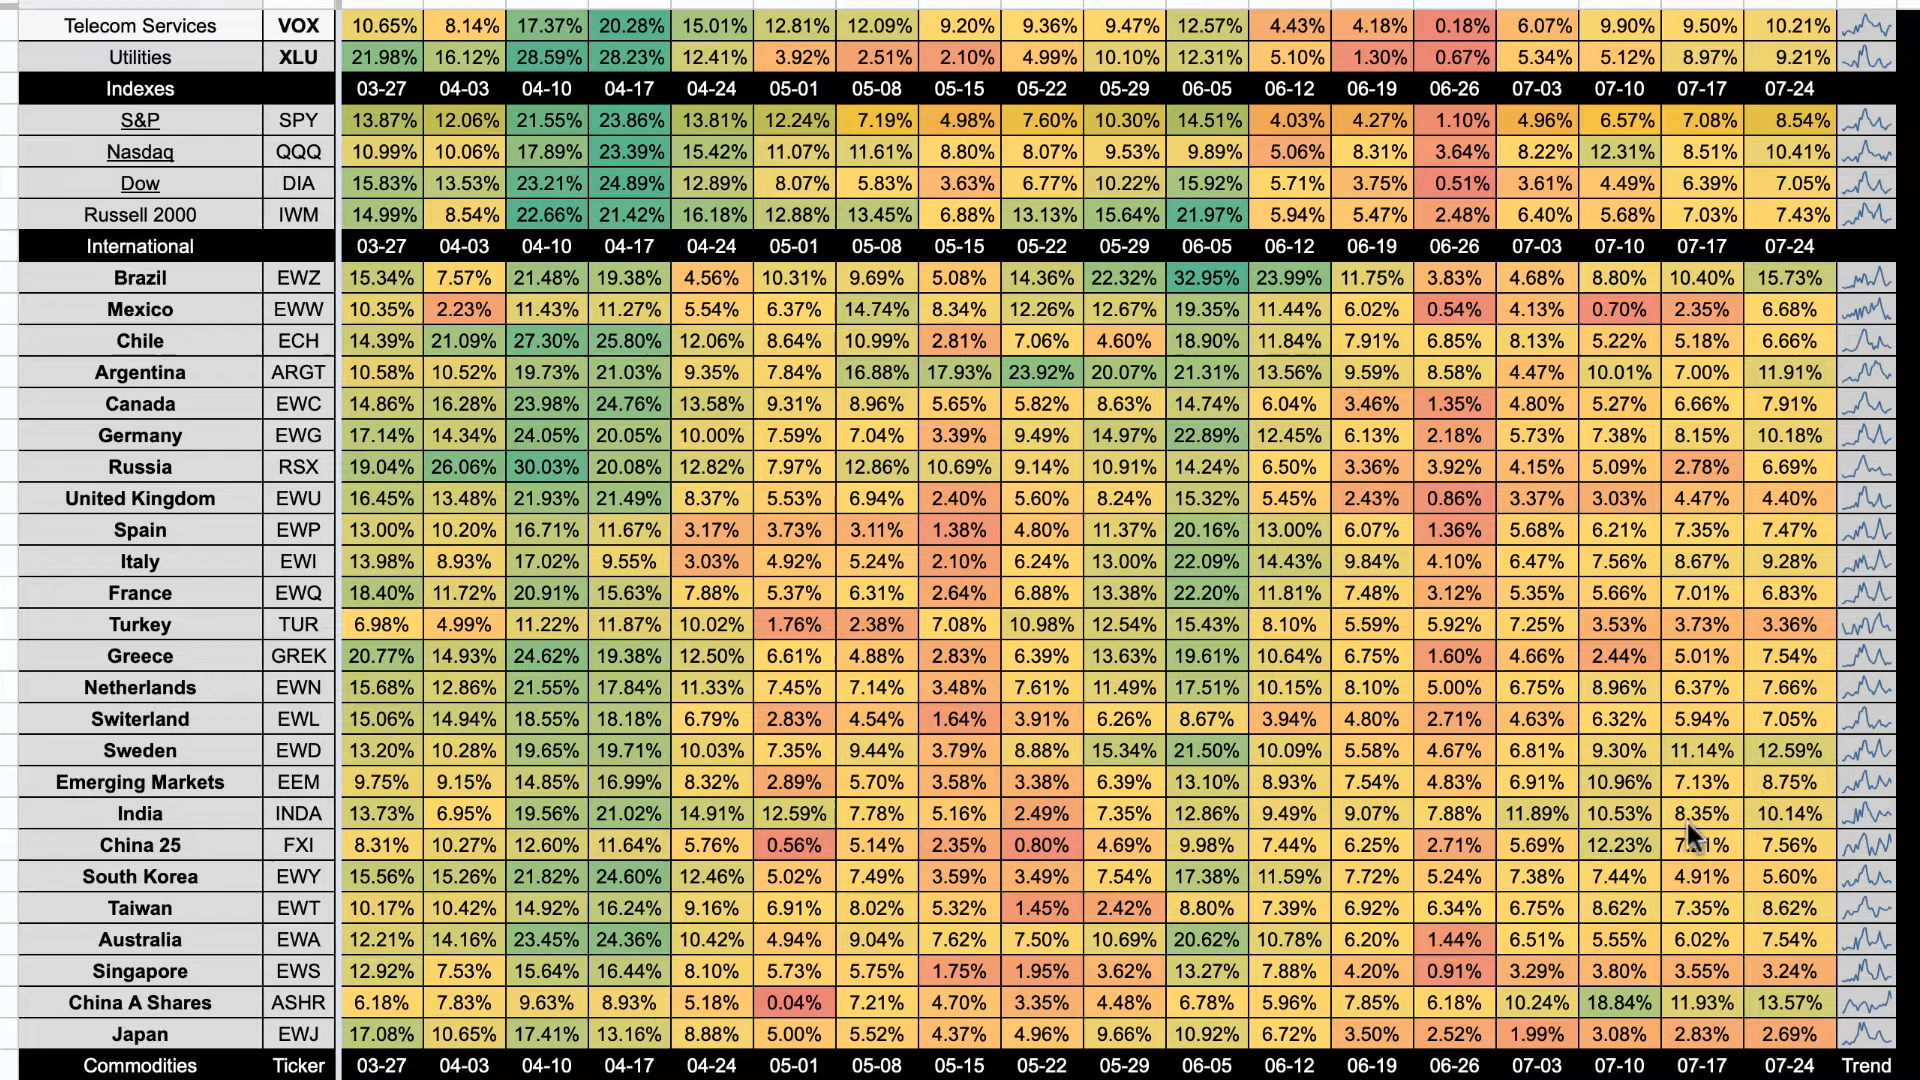 Telecom Services VOX 10.65% 8.14% 17.37% 20.28% 15.01% 12.81% 12.09% 9.20% 9.36% 9.47% 12.57% 4.43% 4.18% 0.18% 6.07% 9.90% 9.50% 10.21%
Utilities XLU 21.98% 16.12% 28.59% 28.23% 12.41% 3.92% 2.51% 2.10% 4.99% 10.10% 12.31% 5.10% 1.30% 0.67% 5.34% 5.12% 8.97% 9.21%
Indexes 03-27 04-03 04-10 04-17 04-24 05-01 05-08 05-15 05-22 05-29 06-05 06-12 06-19 06-26 07-03 07-10 07-17 07-24
S&P SPY 13.87% 12.06% 21.55% 23.86% 13.81% 12.24% 7.19% 4.98% 7.60% 10.30% 14.51% 4.03% 4.27% 1.10% 4.96% 6.57% 7.08% 8.54%
Nasdaq QQQ 10.99% 10.06% 17.89% 23.39% 15.42% 11.07% 11.61% 8.80% 8.07% 9.53% 9.89% 5.06% 8.31% 3.64% 8.22% 12.31% 8.51% 10.41%
Dow DIA 15.83% 13.53% 23.21% 24.89% 12.89% 8.07% 5.83% 3.63% 6.77% 10.22% 15.92% 5.71% 3.75% 0.51% 3.61% 4.49% 6.39% 7.05%
Russell 2000 IWM 14.99% 8.54% 22.66% 21.42% 16.18% 12.88% 13.45% 6.88% 13.13% 15.64% 21.97% 5.94% 5.47% 2.48% 6.40% 5.68% 7.03% 7.43%
International 03-27 04-03 04-10 04-17 04-24 05-01 05-08 05-15 05-22 05-29 06-05 06-12 06-19 06-26 07-03 07-10 07-17 07-24
Brazil EWZ 15.34% 7.57% 21.48% 19.38% 4.56% 10.31% 9.69% 5.08% 14.36% 22.32% 32.95% 23.99% 11.75% 3.83% 4.68% 8.80% 10.40% 15.73%
Mexico EWW 10.35% 2.23% 11.43% 11.27% 5.54% 6.37% 14.74% 8.34% 12.26% 12.67% 19.35% 11.44% 6.02% 0.54% 4.13% 0.70% 2.35% 6.68%
Chile ECH 14.39% 21.09% 27.30% 25.80% 12.06% 8.64% 10.99% 2.81% 7.06% 4.60% 18.90% 11.84% 7.91% 6.85% 8.13% 5.22% 5.18% 6.66%
Argentina ARGT 10.58% 10.52% 19.73% 21.03% 9.35% 7.84% 16.88% 17.93% 23.92% 20.07% 21.31% 13.56% 9.59% 8.58% 4.47% 10.01% 7.00% 11.91%
Canada EWC 14.86% 16.28% 23.98% 24.76% 13.58% 9.31% 8.96% 5.65% 5.82% 8.63% 14.74% 6.04% 3.46% 1.35% 4.80% 5.27% 6.66% 7.91%
Germany EWG 17.14% 14.34% 24.05% 20.05% 10.00% 7.59% 7.04% 3.39% 9.49% 14.97% 22.89% 12.45% 6.13% 2.18% 5.73% 7.38% 8.15% 10.18%
Russia RSX 19.04% 26.06% 30.03% 20.08% 12.82% 7.97% 12.86% 10.69% 9.14% 10.91% 14.24% 6.50% 3.36% 3.92% 4.15% 5.09% 2.78% 6.69%
United Kingdom EWU 16.45% 13.48% 21.93% 21.49% 8.37% 5.53% 6.94% 2.40% 5.60% 8.24% 15.32% 5.45% 2.43% 0.86% 3.37% 3.03% 4.47% 4.40%
Spain EWP 13.00% 10.20% 16.71% 11.67% 3.17% 3.73% 3.11% 1.38% 4.80% 11.37% 20.16% 13.00% 6.07% 1.36% 5.68% 6.21% 7.35% 7.47%
Italy EWI 13.98% 8.93% 17.02% 9.55% 3.03% 4.92% 5.24% 2.10% 6.24% 13.00% 22.09% 14.43% 9.84% 4.10% 6.47% 7.56% 8.67% 9.28%
France EWQ 18.40% 11.72% 20.91% 15.63% 7.88% 5.37% 6.31% 2.64% 6.88% 13.38% 22.20% 11.81% 7.48% 3.12% 5.35% 5.66% 7.01% 6.83%
Turkey TUR 6.98% 4.99% 11.22% 11.87% 10.02% 1.76% 2.38% 7.08% 10.98% 12.54% 15.43% 8.10% 5.59% 5.92% 7.25% 3.53% 3.73% 3.36%
Greece GREK 20.77% 14.93% 24.62% 19.38% 12.50% 6.61% 4.88% 2.83% 6.39% 13.63% 19.61% 10.64% 6.75% 1.60% 4.66% 2.44% 5.01% 7.54%
Netherlands EWN 15.68% 12.86% 21.55% 17.84% 11.33% 7.45% 7.14% 3.48% 7.61% 11.49% 17.51% 10.15% 8.10% 5.00% 6.75% 8.96% 6.37% 7.66%
Switerland EWL 15.06% 14.94% 18.55% 18.18% 6.79% 2.83% 4.54% 1.64% 3.91% 6.26% 8.67% 3.94% 4.80% 2.71% 4.63% 6.32% 5.94% 7.05%
Sweden EWD 13.20% 10.28% 19.65% 19.71% 10.03% 7.35% 9.44% 3.79% 8.88% 15.34% 21.50% 10.09% 5.58% 4.67% 6.81% 9.30% 11.14% 12.59%
Emerging Markets EEM 9.75% 9.15% 14.85% 16.99% 8.32% 2.89% 5.70% 3.58% 3.38% 6.39% 13.10% 8.93% 7.54% 4.83% 6.91% 10.96% 7.13% 8.75%
India INDA 13.73% 6.95% 19.56% 21.02% 14.91% 12.59% 7.78% 5.16% 2.49% 7.35% 12.86% 9.49% 9.07% 7.88% 11.89% 10.53% 8.35% 10.14%
China 25 FXI 8.31% 10.27% 12.60% 11.64% 5.76% 0.56% 5.14% 2.35% 0.80% 4.69% 9.98% 7.44% 6.25% 2.71% 5.69% 12.23% 7.56%
South Korea EWY 15.56% 15.26% 21.82% 24.60% 12.46% 5.02% 7.49% 3.59% 3.49% 7.54% 17.38% 11.59% 7.72% 5.24% 7.38% 7.44% 4.91% 5.60%
Taiwan EWT 10.17% 10.42% 14.92% 16.24% 9.16% 6.91% 8.02% 5.32% 1.45% 2.42% 8.80% 7.39% 6.92% 6.34% 6.75% 8.62% 7.35% 8.62%
Australia EWA 12.21% 14.16% 23.45% 24.36% 10.42% 4.94% 9.04% 7.62% 7.50% 10.69% 20.62% 10.78% 6.20% 1.44% 6.51% 5.55% 6.02% 7.54%
Singapore EWS 12.92% 7.53% 15.64% 16.44% 8.10% 5.73% 5.75% 1.75% 1.95% 3.62% 13.27% 7.88% 4.20% 0.91% 3.29% 3.80% 3.55% 3.24%
China A Shares ASHR 6.18% 7.83% 9.63% 8.93% 5.18% 0.04% 7.21% 4.70% 3.35% 4.48% 6.78% 5.96% 7.85% 6.18% 10.24% 18.84% 11.93% 13.57%
Japan EWJ 17.08% 10.65% 17.41% 13.16% 8.88% 5.00% 5.52% 4.37% 4.96% 9.66% 10.92% 6.72% 3.50% 2.52% 1.99% 3.08% 2.83% 2.69%
Commodities Ticker 03-27 04-03 04-10 04-17 04-24 05-01 05-08 05-15 05-22 05-29 06-05 06-12 06-19 06-26 07-03 07-10 07-17 07-24 Trend